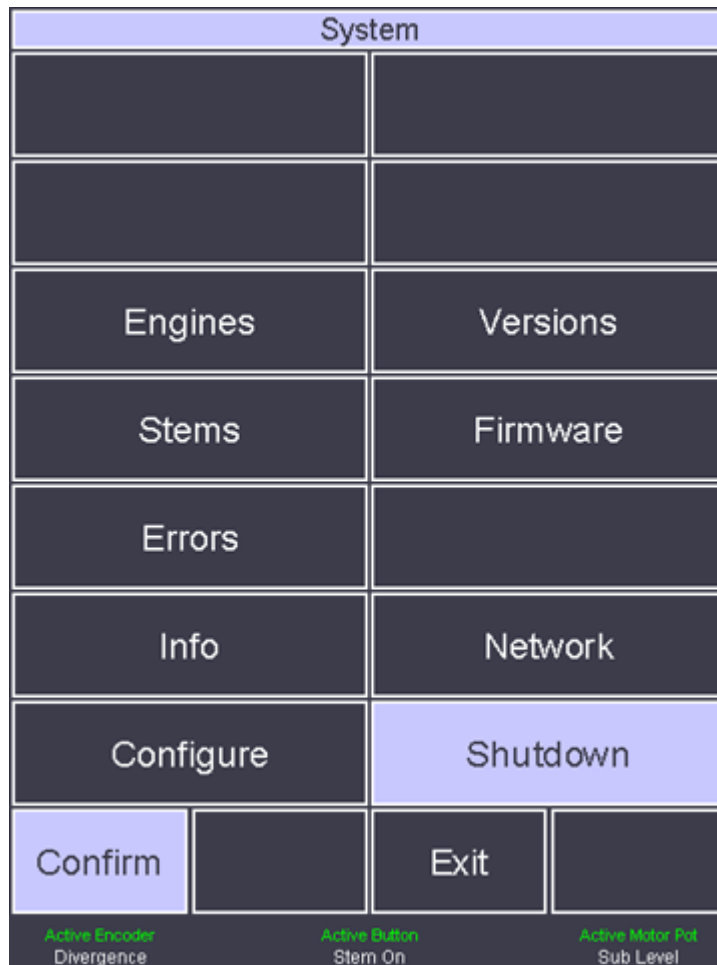 System
Engines Versions
Stems Firmware
Errors
Info Network
Configure Shutdown
Confirm Exit
Active Encoder Active Button Active Motor Pot
Divergence Stem On Sub Level